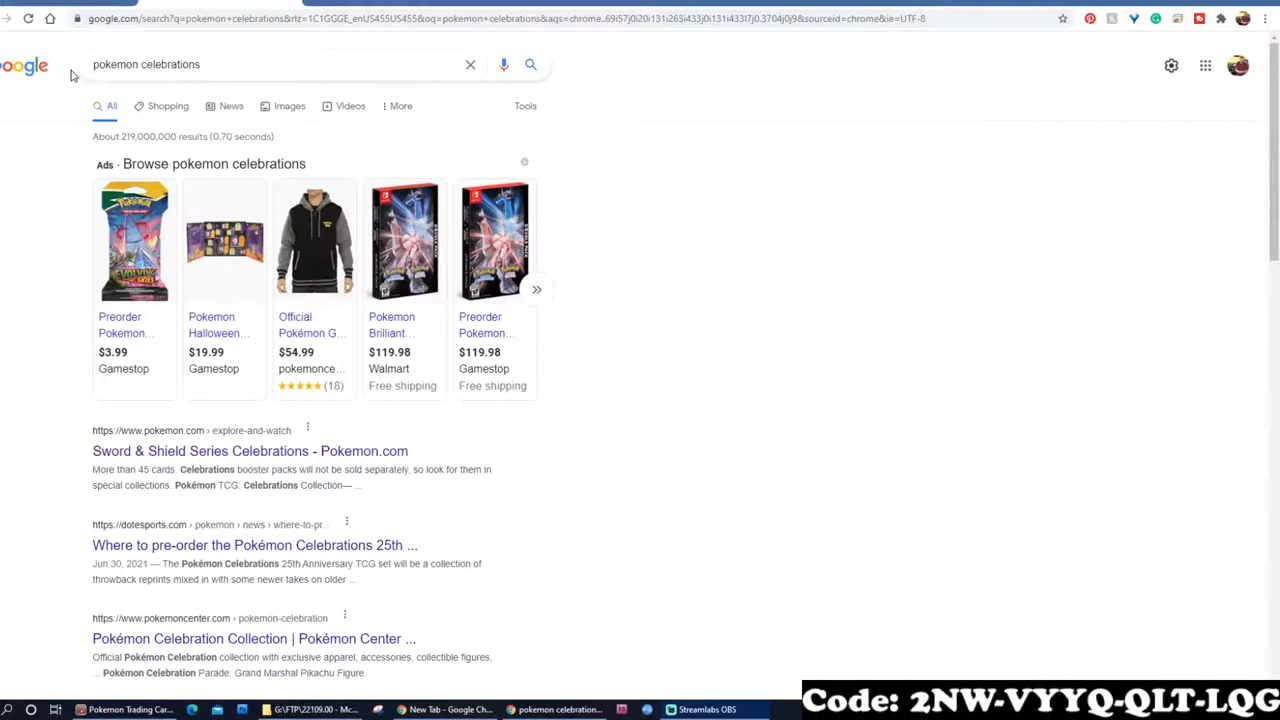 google.com/search?q=pokemon+celebrations&rlz=1C1GGGE_enUS455US455&oq=pokemon+celebrations&aqs=chrome..69i57j0i20i131i263i433j0i131i433l7j0.3704j0j9&sourceid=chrome&ie=UTF-8
oogle
pokemon celebrations
All
Shopping
News
Images
Videos
More
Tools
About 219,000,000 results (0.70 seconds)
Ads · Browse pokemon celebrations
Preorder Pokemon...
$3.99
Gamestop
Pokemon Halloween...
$19.99
Gamestop
Official Pokémon G...
$54.99
pokemonce...
(18)
Pokemon Brilliant...
$119.98
Walmart
Free shipping
Preorder Pokemon...
$119.98
Gamestop
Free shipping
https://www.pokemon.com › explore-and-watch
Sword & Shield Series Celebrations - Pokemon.com
More than 45 cards. Celebrations booster packs will not be sold separately, so look for them in
special collections. Pokémon TCG: Celebrations Collection— ...
https://dotesports.com › pokemon › news › where-to-pr...
Where to pre-order the Pokémon Celebrations 25th ...
Jun 30, 2021 — The Pokémon Celebrations 25th Anniversary TCG set will be a collection of
throwback reprints mixed in with some newer takes on older ...
https://www.pokemoncenter.com › pokemon-celebration
Pokémon Celebration Collection | Pokémon Center ...
Official Pokémon Celebration collection with exclusive apparel, accessories, collectible figures,
... Pokémon Celebration Parade: Grand Marshal Pikachu Figure.
Pokemon Trading Car...
G:\FTP\22109.00 - Mc...
New Tab - Google Ch...
pokemon celebration...
Streamlabs OBS
Code: 2NW-VYYQ-QLT-LQG